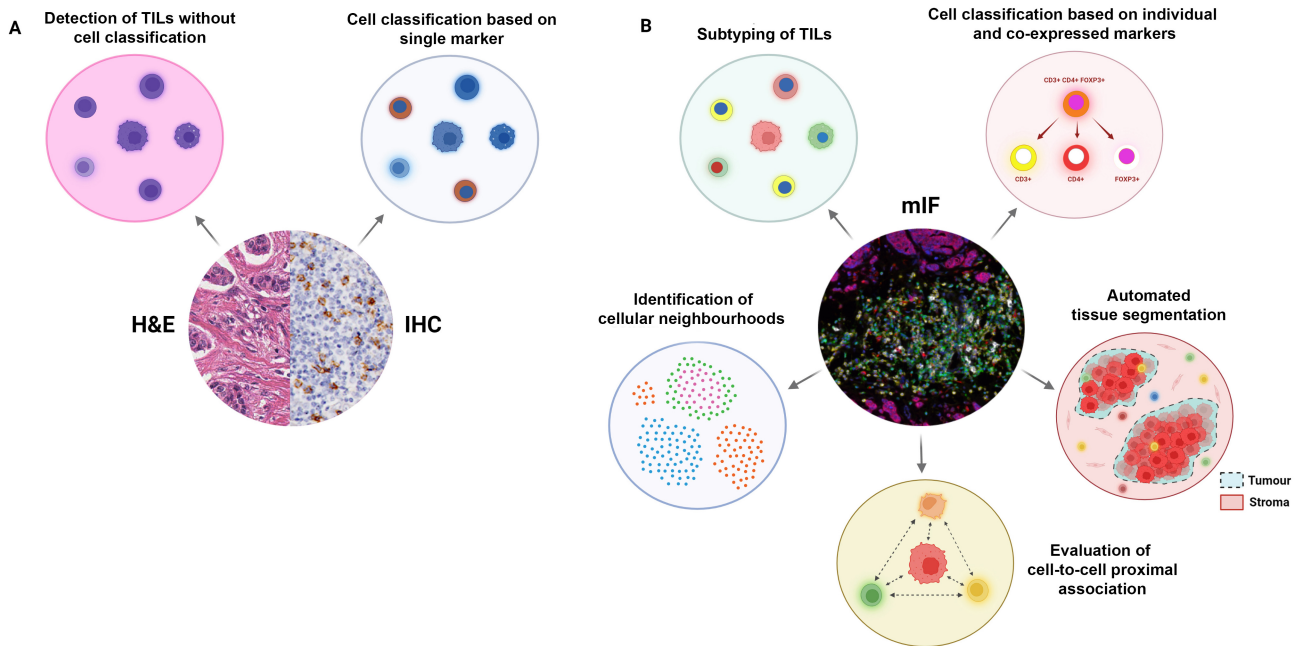 A
Detection of TILs without
cell classification
Cell classification based on
single marker
H&E
IHC
B
Subtyping of TILs
Cell classification based on individual
and co-expressed markers
CD3+ CD4+ FOXP3+
CD3+
CD4+
FOXP3+
mIF
Identification of
cellular neighbourhoods
Automated
tissue segmentation
Tumour
Stroma
Evaluation of
cell-to-cell proximal
association